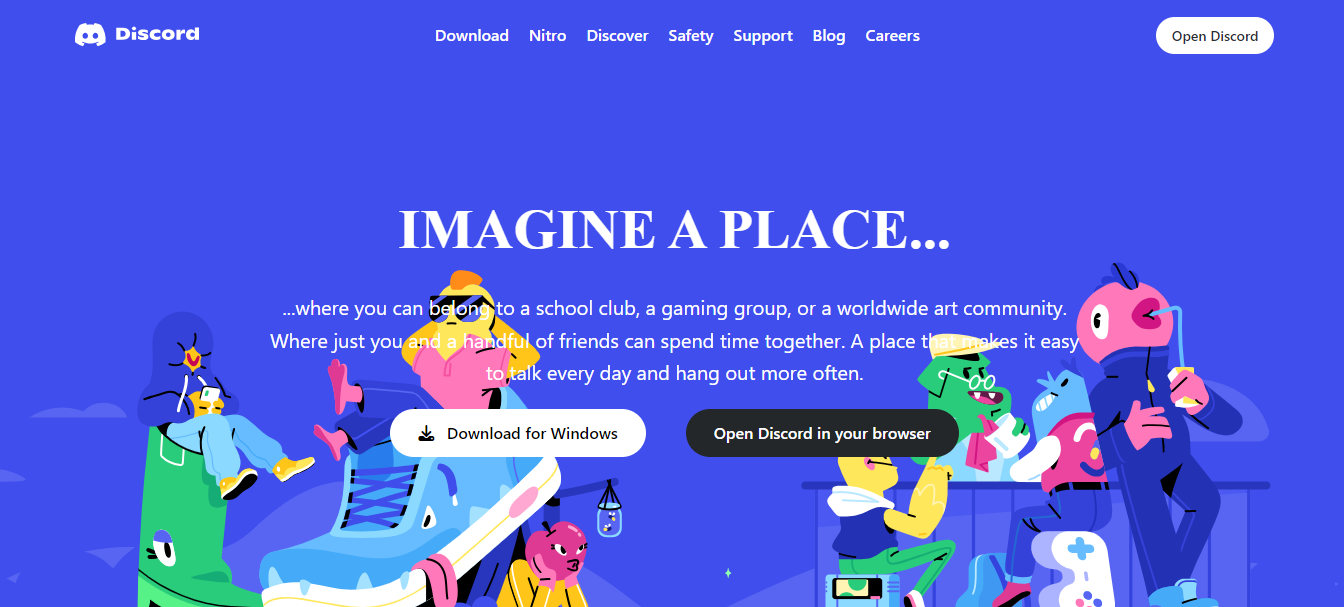 Discord
Download Nitro Discover Safety Support Blog Careers
Open Discord
IMAGINE A PLACE...
...where you can belong to a school club, a gaming group, or a worldwide art community.
Where just you and a handful of friends can spend time together. A place that makes it easy
to talk every day and hang out more often.
Download for Windows
Open Discord in your browser